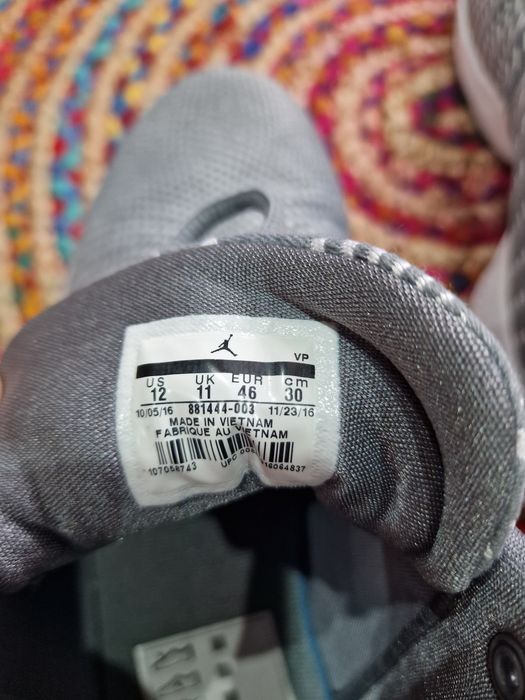 VP
US UK EUR cm
12 11 46 30
10/05/16 881444-003 11/23/16
MADE IN VIETNAM
FABRIQUE AU VIETNAM
107058743 UPC